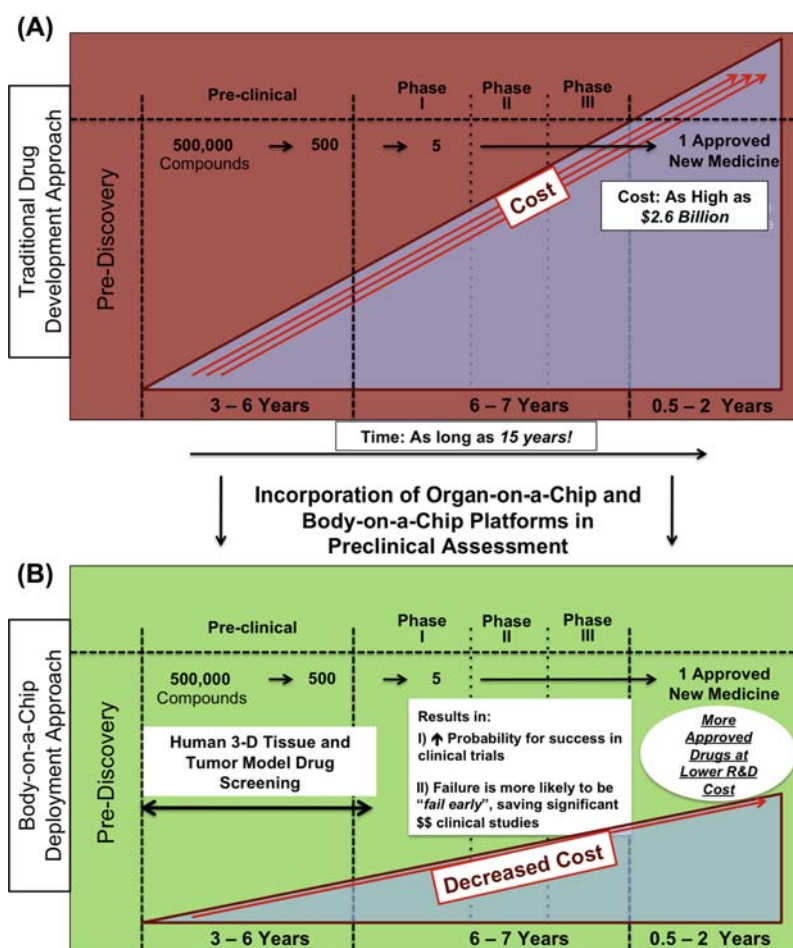 (A)
Traditional Drug
Development Approach
Pre-Discovery
Pre-clinical
Phase
I
Phase
II
Phase
III
500,000
Compounds
500
5
1 Approved
New Medicine
Cost: As High as
$2.6 Billion
Cost
3 – 6 Years
6 – 7 Years
0.5 – 2 Years
Time: As long as 15 years!
Incorporation of Organ-on-a-Chip and
Body-on-a-Chip Platforms in
Preclinical Assessment
(B)
Body-on-a-Chip
Deployment Approach
Pre-Discovery
Pre-clinical
Phase
I
Phase
II
Phase
III
500,000
Compounds
500
5
1 Approved
New Medicine
Human 3-D Tissue and
Tumor Model Drug
Screening
Results in:
I) ↑ Probability for success in
clinical trials
II) Failure is more likely to be
"fail early", saving significant
$$ clinical studies
More
Approved
Drugs at
Lower R&D
Cost
Decreased Cost
3 – 6 Years
6 – 7 Years
0.5 – 2 Years